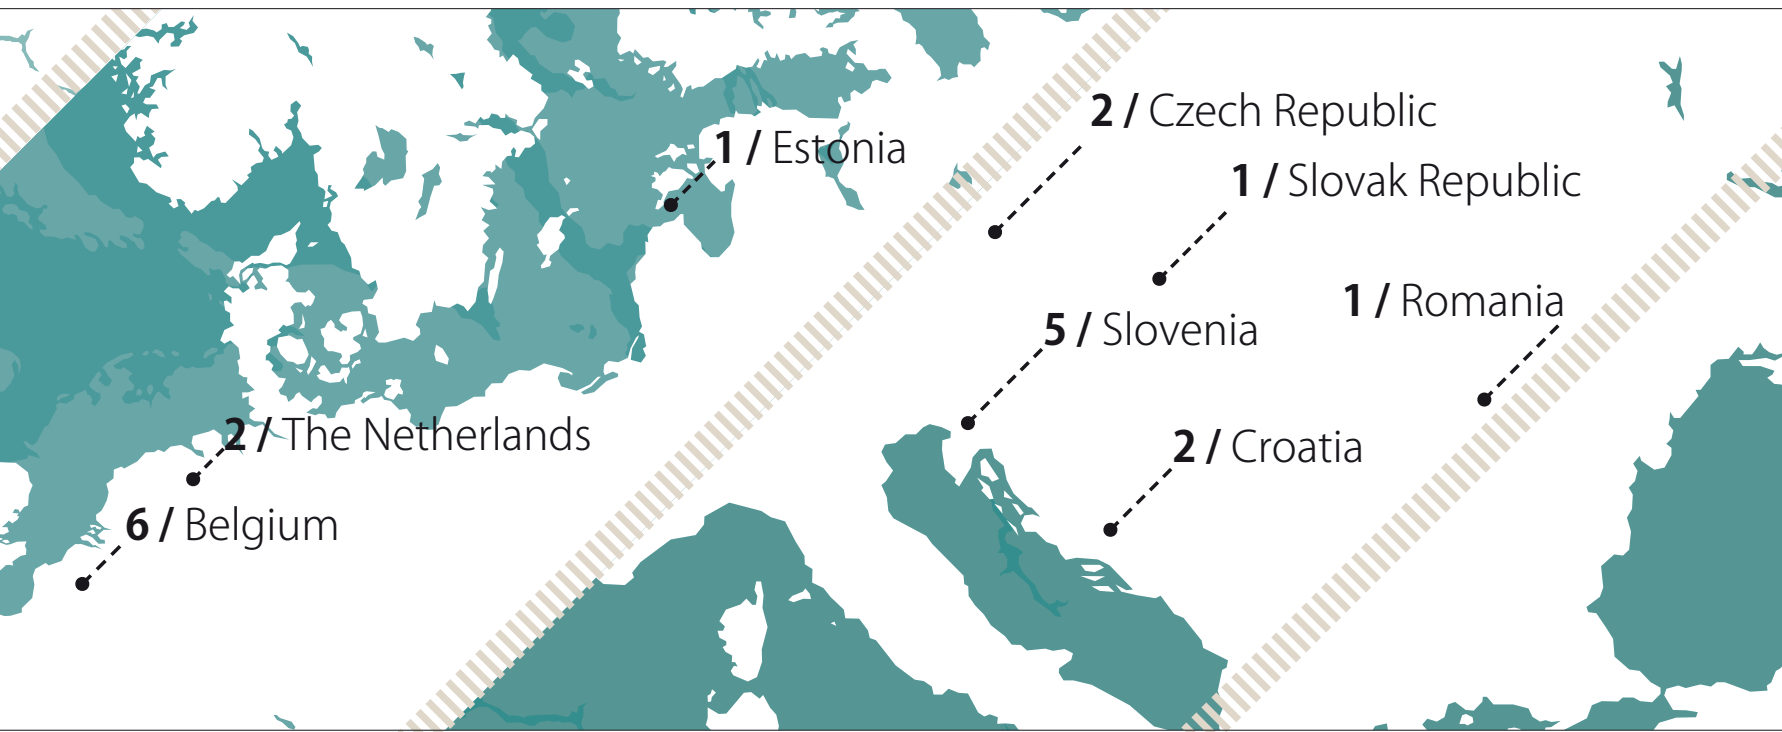 2 / Czech Republic
1 / Estonia
1 / Slovak Republic
1 / Romania
5 / Slovenia
2 / The Netherlands
2 / Croatia
6 / Belgium